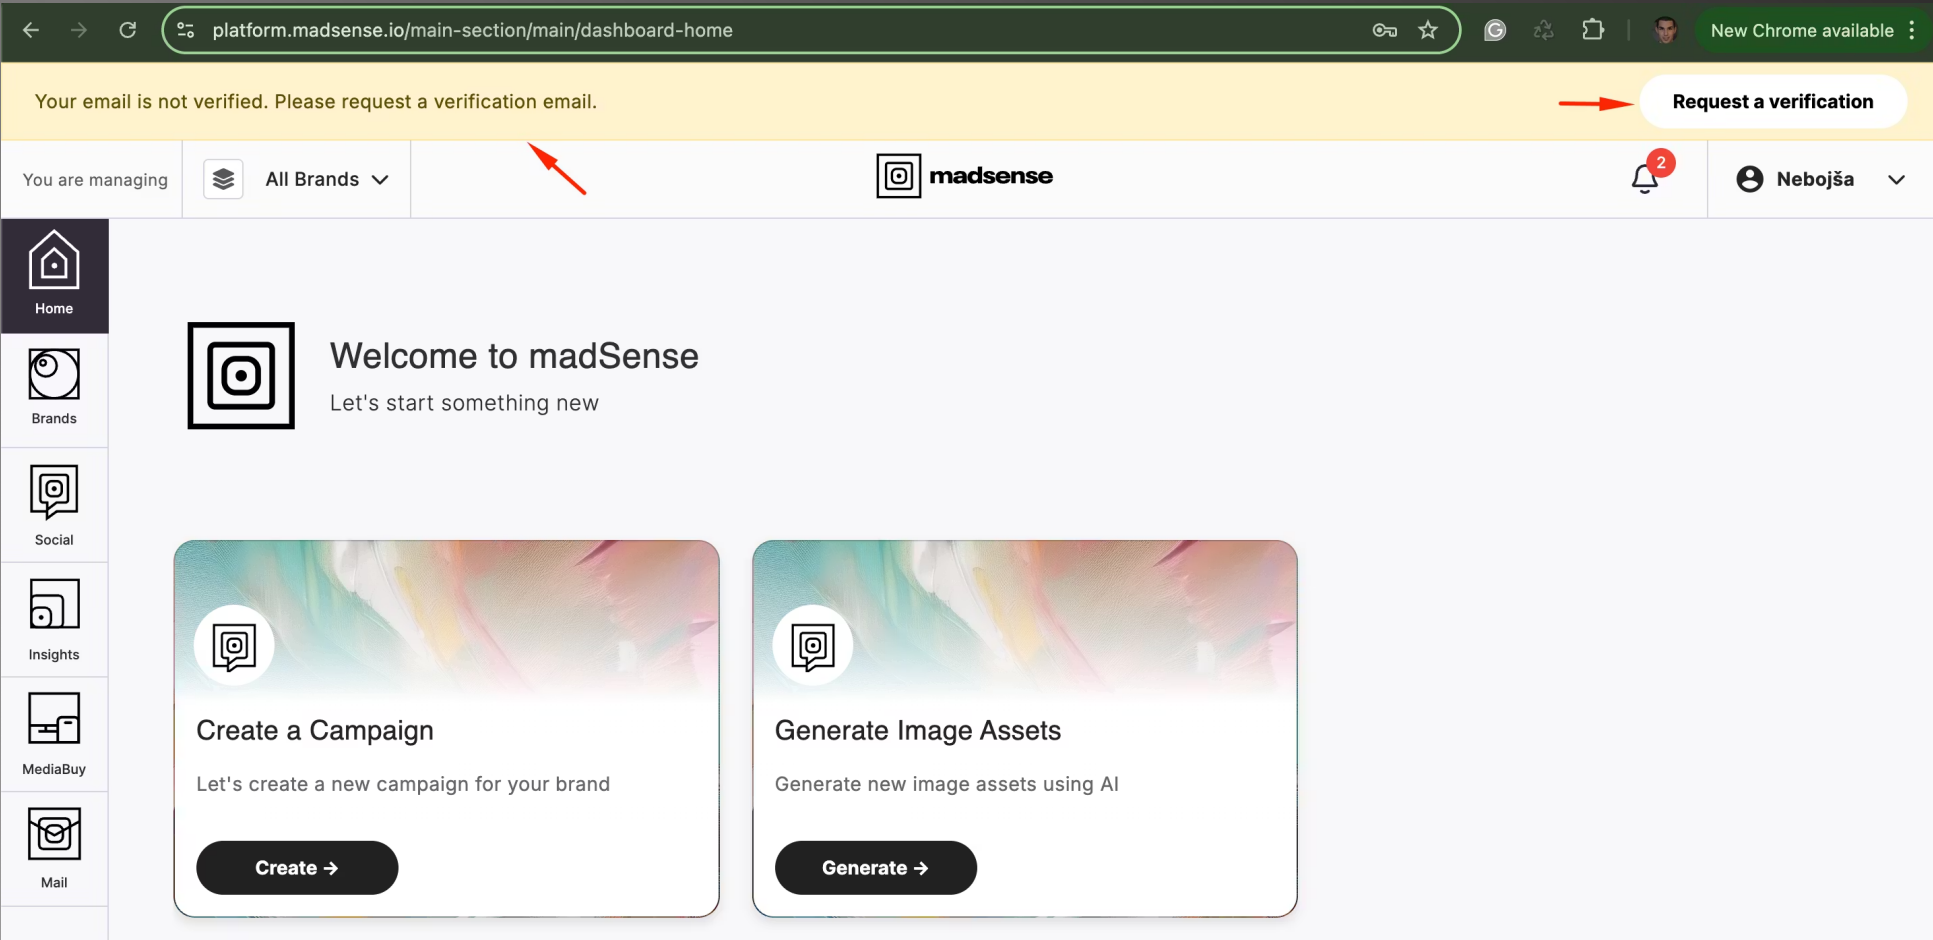 platform.madsense.io/main-section/main/dashboard-home
New Chrome available
Your email is not verified. Please request a verification email.
Request a verification
You are managing
All Brands
madsense
2
Nebojša
Home
Brands
Social
Insights
MediaBuy
Mail
Welcome to madSense
Let's start something new
Create a Campaign
Let's create a new campaign for your brand
Create →
Generate Image Assets
Generate new image assets using AI
Generate →